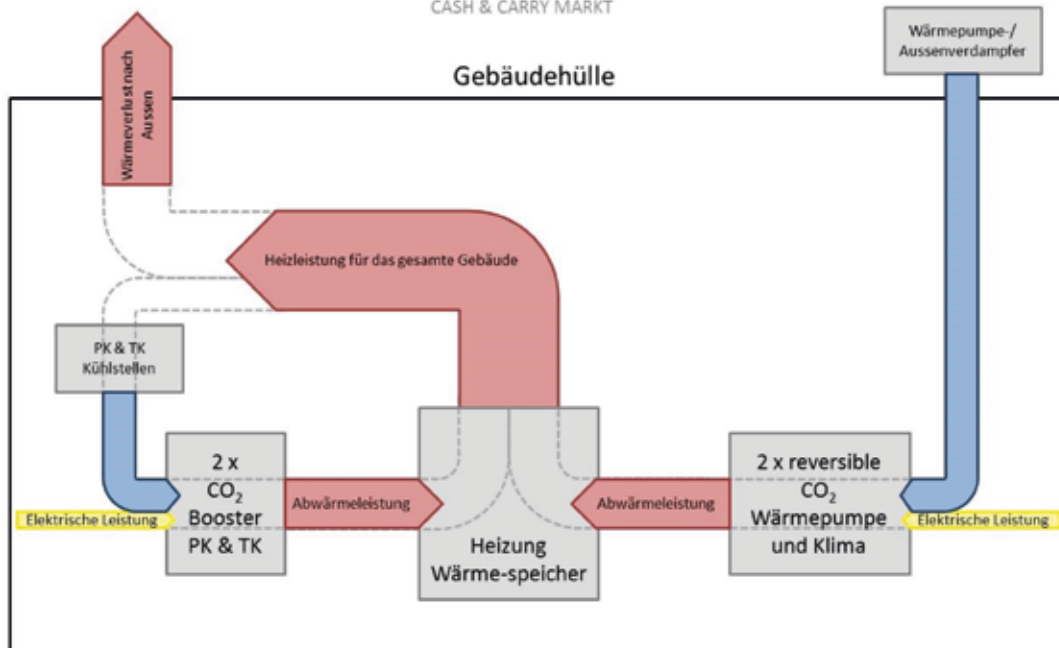 CASH & CARRY MARKT
Wärmepumpe-/
Aussenverdampfer
Gebäudehülle
Wärmeverlust nach
Aussen
Heizleistung für das gesamte Gebäude
PK & TK
Kühlstellen
2 x
CO₂
Booster
PK & TK
Elektrische Leistung
Abwärmeleistung
Heizung
Wärme-speicher
Abwärmeleistung
2 x reversible
CO₂
Wärmepumpe
und Klima
Elektrische Leistung